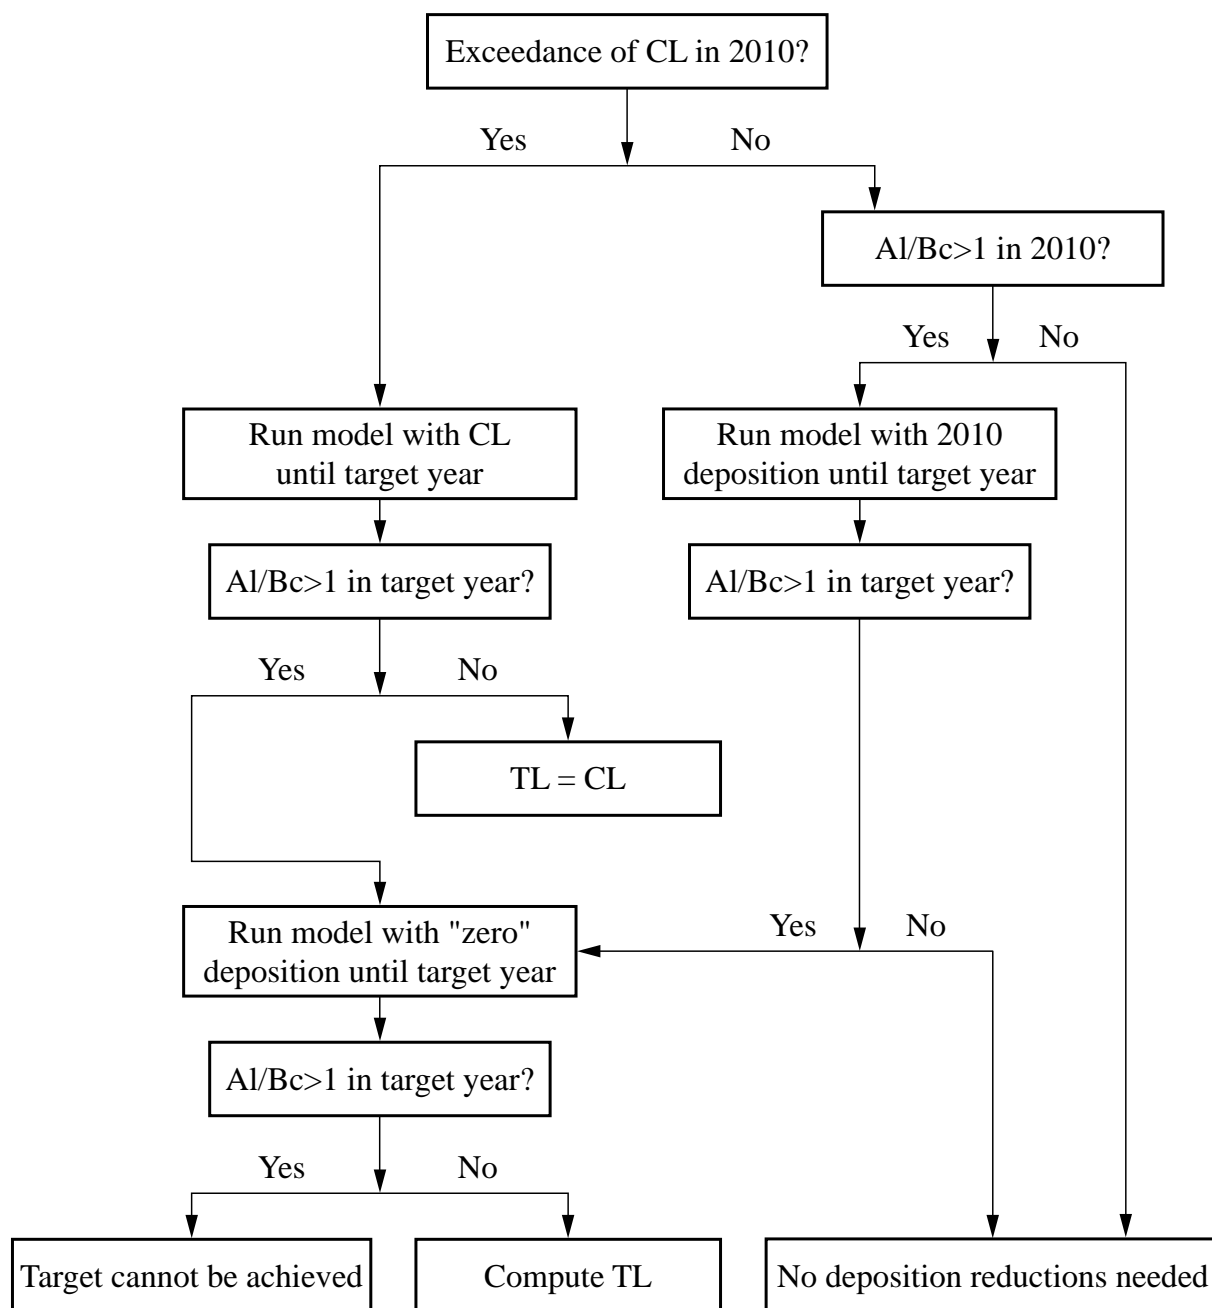 Exceedance of CL in 2010?
Yes
No
Al/Bc>1 in 2010?
Yes
No
Run model with CL
until target year
Run model with 2010
deposition until target year
Al/Bc>1 in target year?
Al/Bc>1 in target year?
Yes
No
TL = CL
Run model with "zero"
deposition until target year
Yes
No
Al/Bc>1 in target year?
Yes
No
Target cannot be achieved
Compute TL
No deposition reductions needed